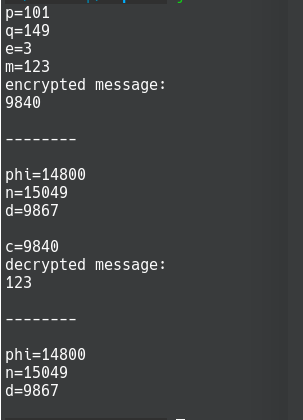 p=101
q=149
e=3
m=123
encrypted message:
9840
--------
phi=14800
n=15049
d=9867
c=9840
decrypted message:
123
--------
phi=14800
n=15049
d=9867